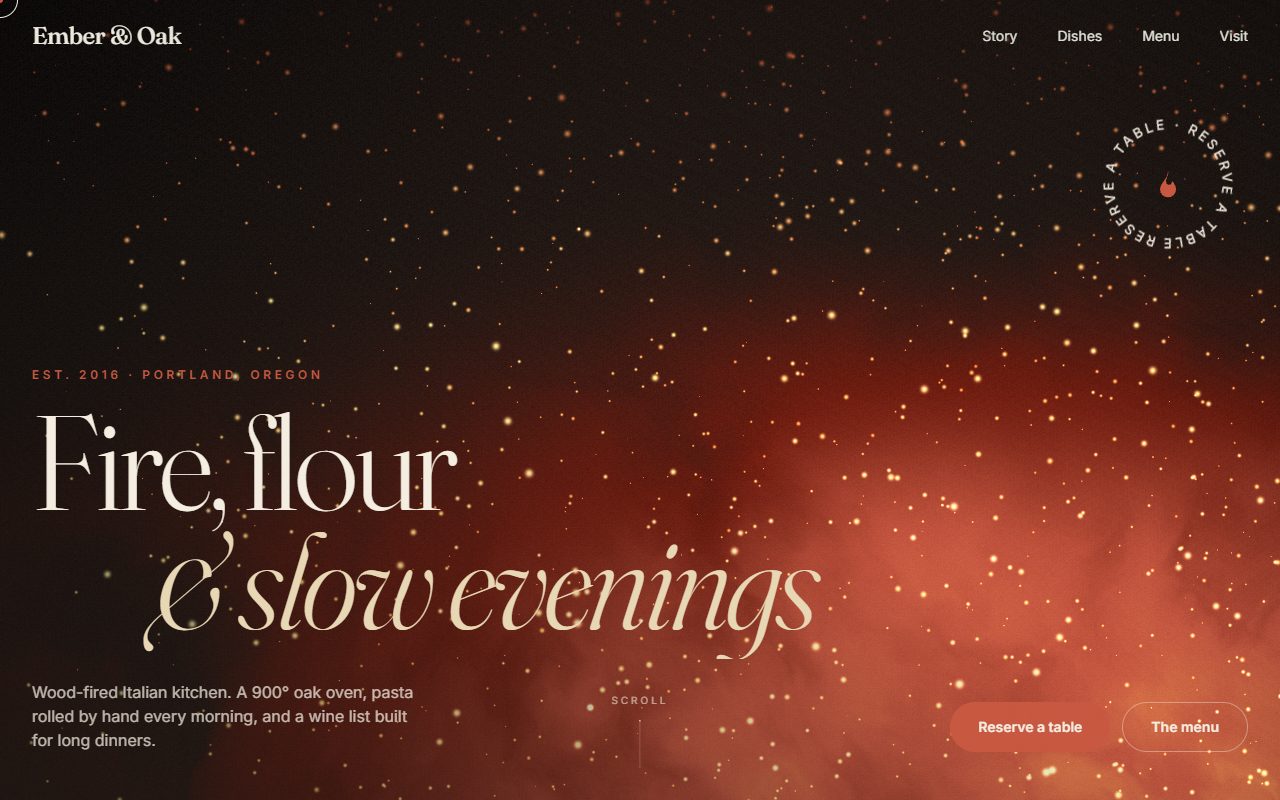 Ember & Oak
Story
Dishes
Menu
Visit
RESERVE A TABLE · RESERVE A TABLE
EST. 2016 · PORTLAND, OREGON
Fire, flour
& slow evenings
Wood-fired Italian kitchen. A 900° oak oven, pasta
rolled by hand every morning, and a wine list built
for long dinners.
SCROLL
Reserve a table
The menu